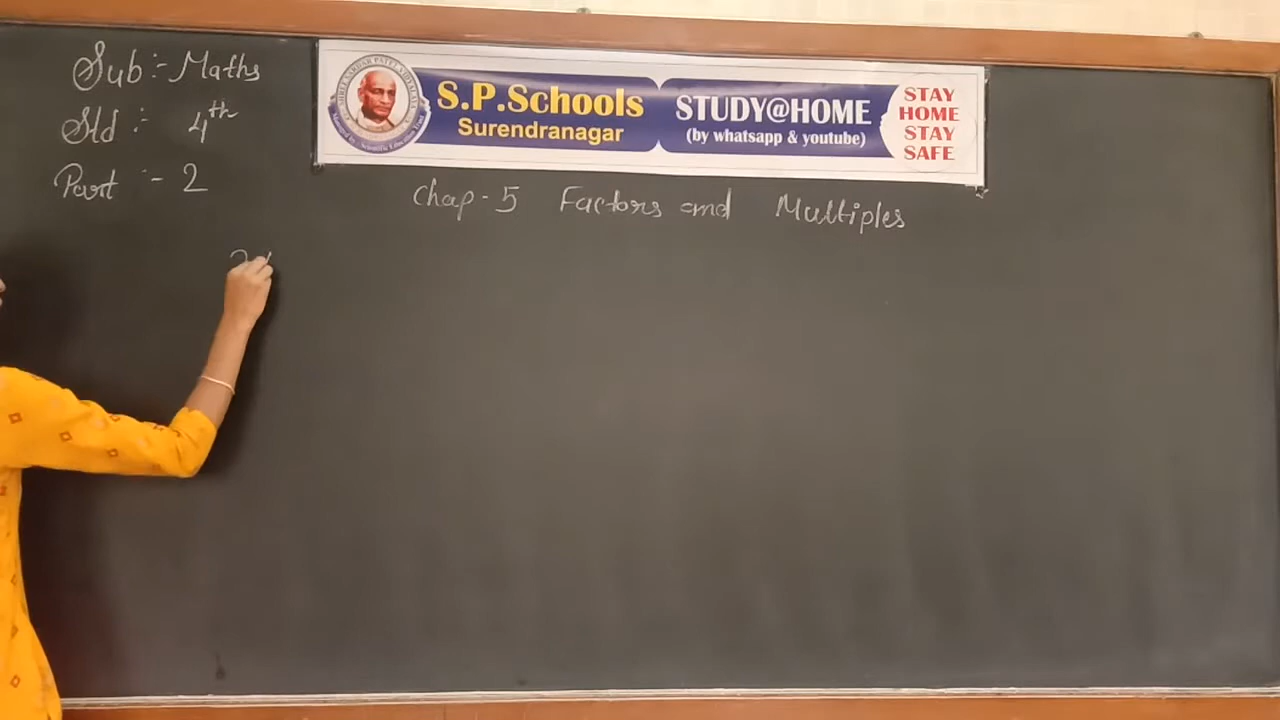 Sub :- Maths
Std :- 4th
Part :- 2
S.P.Schools
Surendranagar
STUDY@HOME
(by whatsapp & youtube)
STAY
HOME
STAY
SAFE
Chap - 5 Factors and Multiples